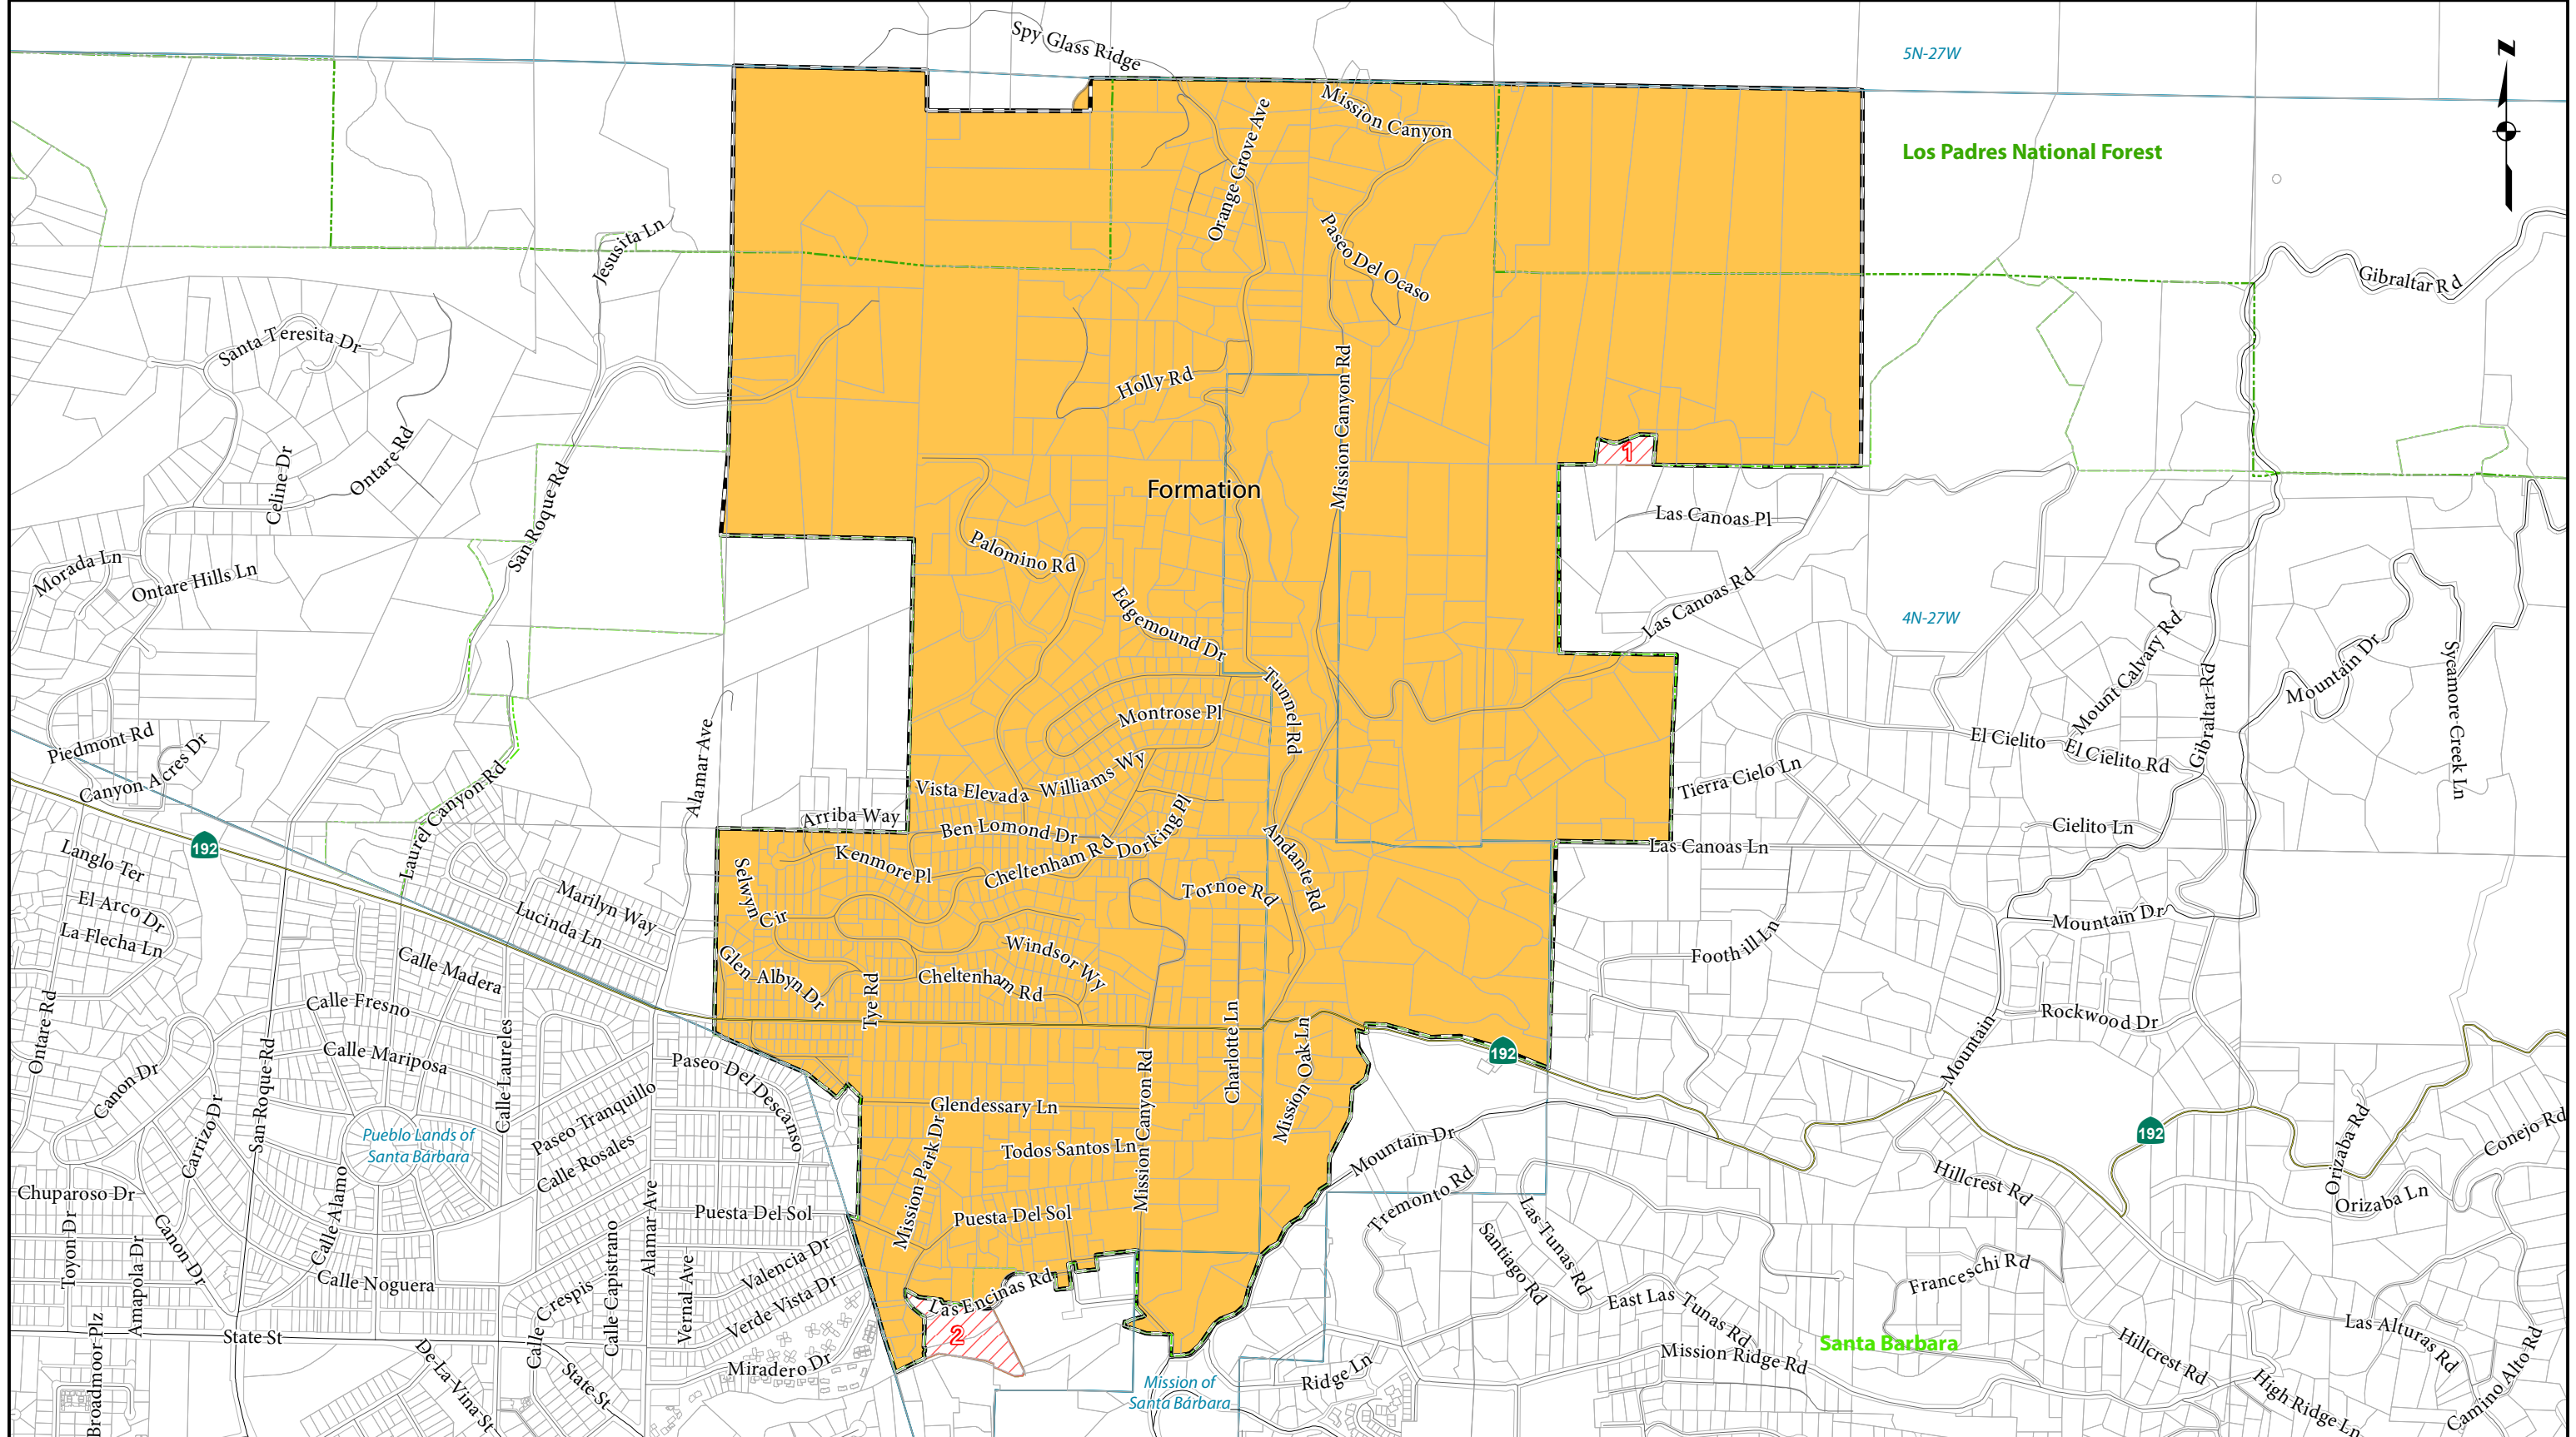 Spy Glass Ridge
5N-27W
Z
Mission Canyon
Orange Grove Ave
Los Padres National Forest
Jesusita Ln
Paseo Del Ocaso
Gibraltar Rd
Santa Teresita Dr
Holly Rd
Mission Canyon Rd
Ontare Rd
Celine Dr
1
San Roque Rd
Formation
Las Canoas Pl
Palomino Rd
Morada Ln
Ontare Hills Ln
Edgemound Dr
Las Canoas Rd
4N-27W
Mount Calvary Rd
Gibraltar Rd
Mountain Dr
Sycamore Creek Ln
Tunnel Rd
Montrose Pl
Piedmont Rd
Canyon Acres Dr
Alamar Ave
El Cielito
El Cielito Rd
Tierra Cielo Ln
Vista Elevada
Williams Wy
Laurel Canyon Rd
Arriba Way
Ben Lomond Dr
Dorking Pl
Andante Rd
Cielito Ln
192
Langlo Ter
Kenmore Pl
Cheltenham Rd
Las Canoas Ln
Selwyn Cir
Marilyn Way
Lucinda Ln
Tornoe Rd
El Arco Dr
La Flecha Ln
Mountain Dr
Foothill Ln
Calle Madera
Glen Albyn Dr
Tye Rd
Cheltenham Rd
Windsor Wy
Calle Fresno
Charlotte Ln
Mission Oak Ln
Rockwood Dr
Ontare Rd
Calle Mariposa
Calle Laureles
San Roque Rd
Paseo Del Descanso
192
Mountain
Canon Dr
Carrizo Dr
Paseo Tranquillo
Glendessary Ln
Mission Canyon Rd
Pueblo Lands of
Santa Bárbara
Calle Rosales
Mission Park Dr
Todos Santos Ln
Mountain Dr
Tremonto Rd
192
Orizaba Rd
Conejo Rd
Chuparoso Dr
Hillcrest Rd
Orizaba Ln
Toyon Dr
Amapola Dr
Canon Dr
Calle Alamo
Alamar Ave
Puesta Del Sol
Puesta Del Sol
Las Tunas Rd
Santiago Rd
Calle Noguera
Calle Capistrano
Crespis
Calle
Vernal Ave
Valencia Dr
Verde Vista Dr
Las Encinas Rd
Franceschi Rd
East Las Tunas Rd
2
State St
Broadmoor Plz
De La Vina St
State St
Miradero Dr
Mission of
Santa Bárbara
Ridge Ln
Mission Ridge Rd
Santa Barbara
Hillcrest Rd
Las Alturas Rd
High Ridge Ln
Camino Alto Rd